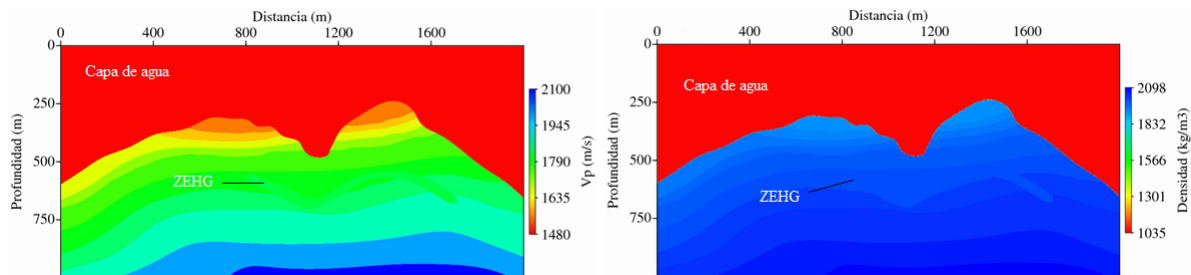 Distancia (m)
0 400 800 1200 1600
0
250
500
750
Profundidad (m)
Capa de agua
ZEHG
2100
1945
1790
1635
1480
Vp (m/s)
Distancia (m)
0 400 800 1200 1600
0
250
500
750
Profundidad (m)
Capa de agua
ZEHG
2098
1832
1566
1301
1035
Densidad (kg/m3)